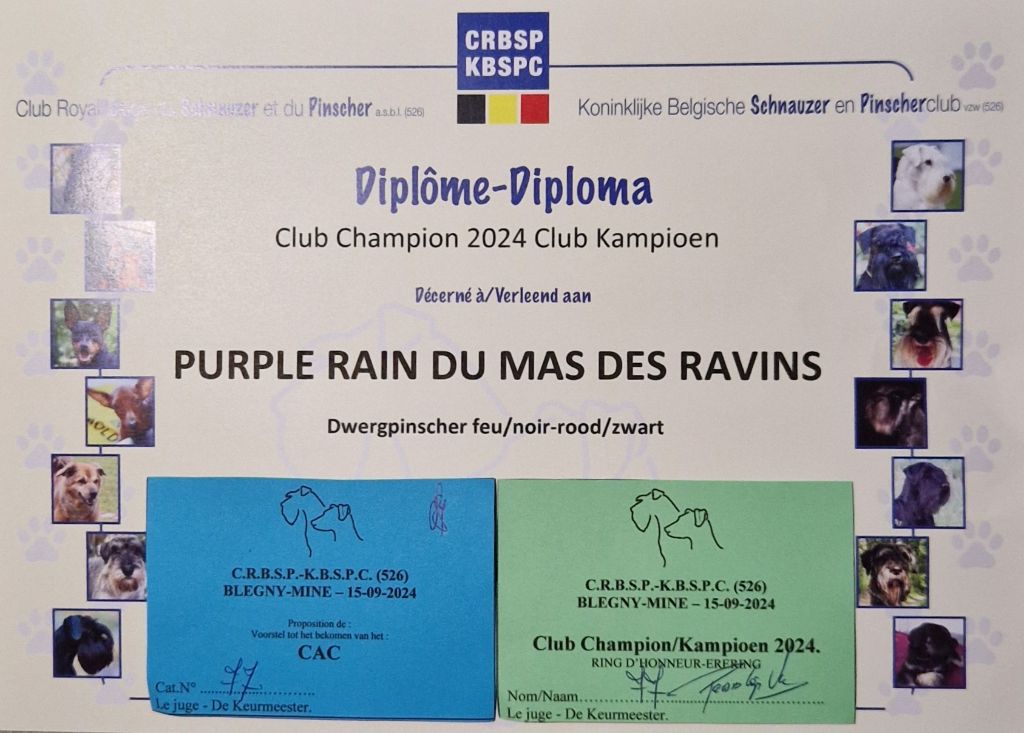 CRBSP
KBSPC
Club Royal Schnauzer et du Pinscher a.s.b.l. (526)
Koninklijke Belgische Schnauzer en Pinscherclub vzw (526)
Diplôme-Diploma
Club Champion 2024 Club Kampioen
Décerné à/Verleend aan
PURPLE RAIN DU MAS DES RAVINS
Dwergpinscher feu/noir-rood/zwart
C.R.B.S.P.-K.B.S.P.C. (526)
BLEGNY-MINE – 15-09-2024
Proposition de :
Voorstel tot het bekomen van het :
CAC
Cat.N° 77
Le juge - De Keurmeester.
C.R.B.S.P.-K.B.S.P.C. (526)
BLEGNY-MINE – 15-09-2024
Club Champion/Kampioen 2024.
RING D'HONNEUR-ERERING
Nom/Naam 77
Le juge - De Keurmeester.